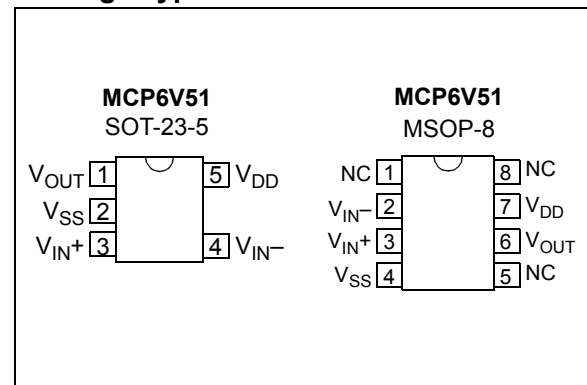 MCP6V51
SOT-23-5
VOUT 1
5 VDD
VSS 2
VIN+ 3
4 VIN–
MCP6V51
MSOP-8
NC 1
8 NC
VIN– 2
7 VDD
VIN+ 3
6 VOUT
VSS 4
5 NC